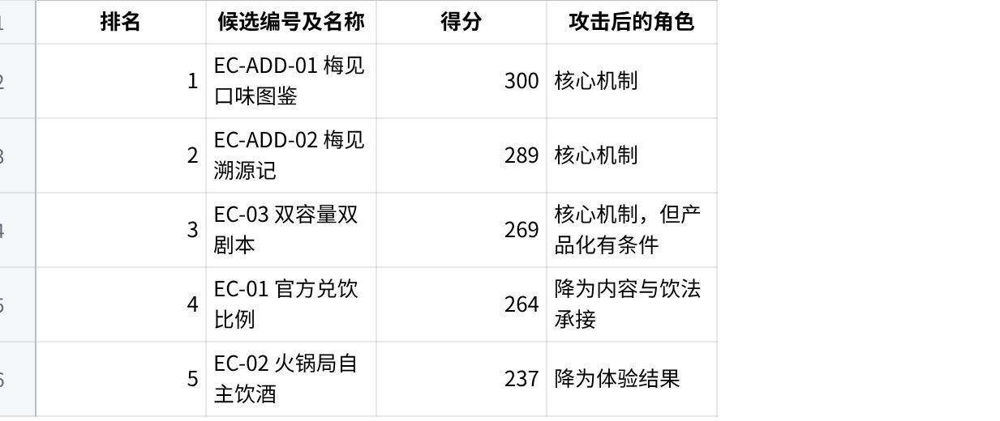 排名 候选编号及名称 得分 攻击后的角色
1 EC-ADD-01 梅见 300 核心机制
口味图鉴
2 EC-ADD-02 梅见 289 核心机制
溯源记
3 EC-03 双容量双 269 核心机制，但产
剧本 品化有条件
4 EC-01 官方兑饮 264 降为内容与饮法
比例 承接
5 EC-02 火锅局自 237 降为体验结果
主饮酒